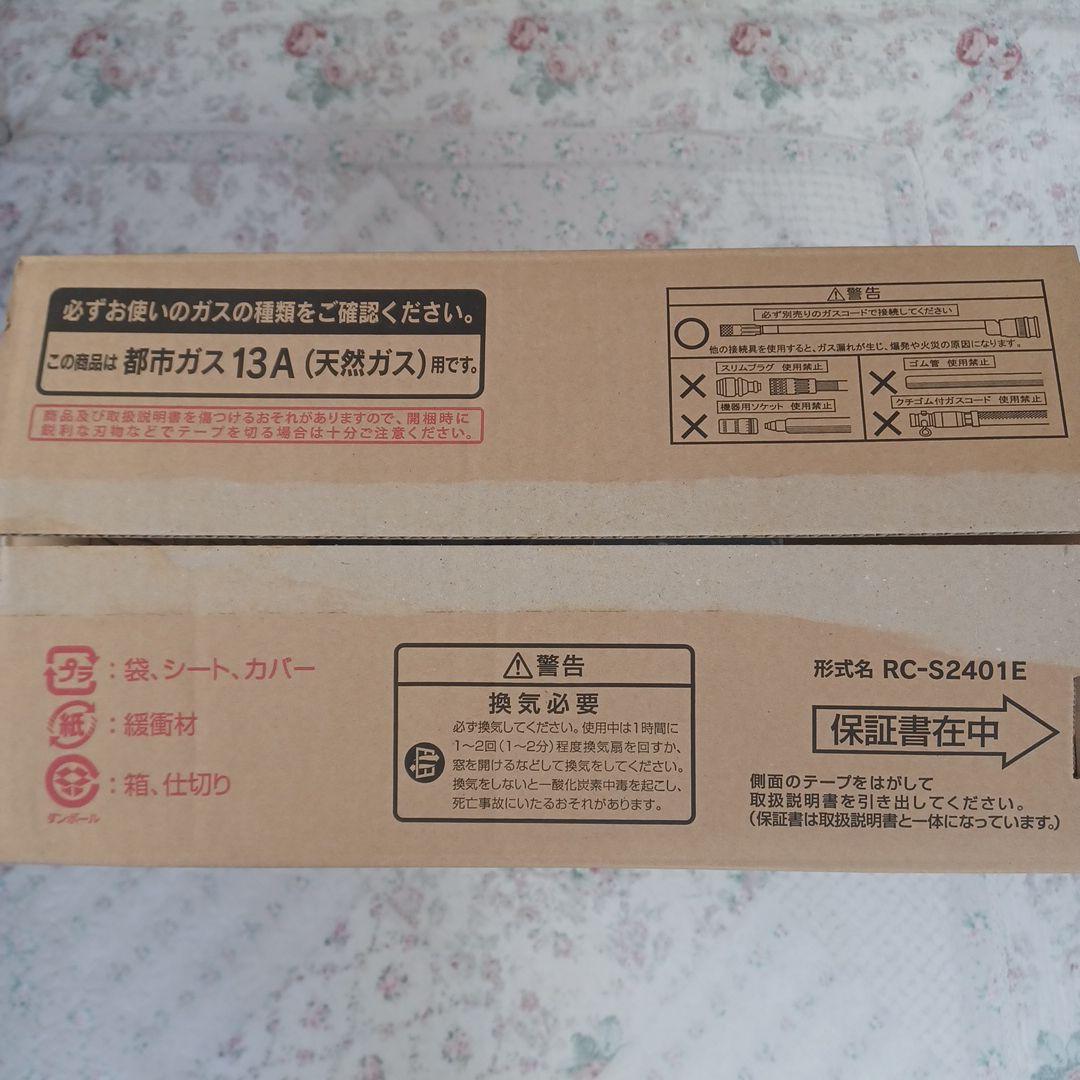 必ずお使いのガスの種類をご確認ください。
この商品は 都市ガス 13A (天然ガス) 用です。
商品及び取扱説明書を傷つけるおそれがありますので、開梱時に
鋭利な刃物などでテープを切る場合は十分ご注意ください。
⚠警告
必ず別売りのガスコードで接続してください
他の接続具を使用すると、ガス漏れが生じ、爆発や火災の原因になります。
スリムプラグ 使用禁止
ゴム管 使用禁止
機器用ソケット 使用禁止
クチゴム付ガスコード 使用禁止
プラ:袋、シート、カバー
紙:緩衝材
:箱、仕切り
ダンボール
⚠警告
換気必要
必ず換気してください。使用中は1時間に
1〜2回(1〜2分)程度換気扇を回すか、
窓を開けるなどして換気をしてください。
換気をしないと一酸化炭素中毒を起こし、
死亡事故にいたるおそれがあります。
形式名 RC-S2401E
保証書在中
側面のテープをはがして
取扱説明書を引き出してください。
(保証書は取扱説明書と一体になっています。)